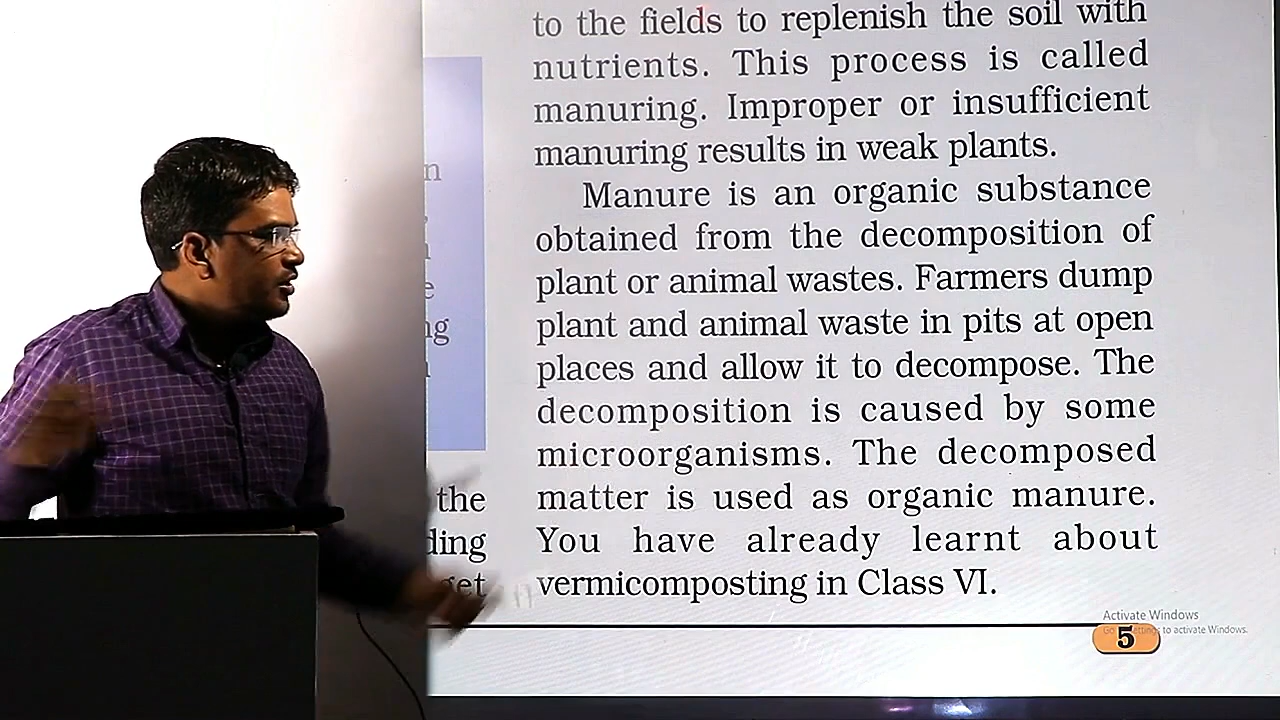 to the fields to replenish the soil with
nutrients. This process is called
manuring. Improper or insufficient
manuring results in weak plants.
Manure is an organic substance
obtained from the decomposition of
plant or animal wastes. Farmers dump
plant and animal waste in pits at open
places and allow it to decompose. The
decomposition is caused by some
microorganisms. The decomposed
matter is used as organic manure.
You have already learnt about
vermicomposting in Class VI.
the
Activate Windows
to activate Windows.
5